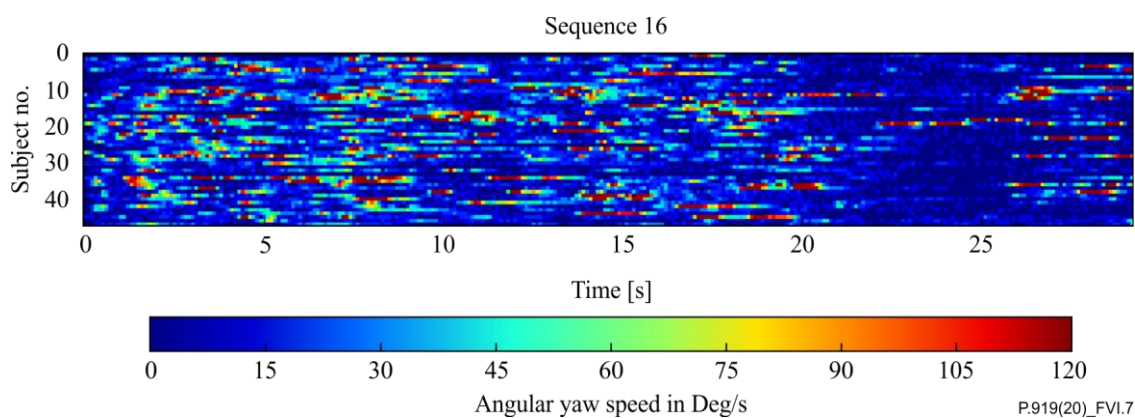 Sequence 16
0
10
20
30
40
Subject no.
0 5 10 15 20 25
Time [s]
0 15 30 45 60 75 90 105 120
Angular yaw speed in Deg/s
P.919(20)_FVI.7